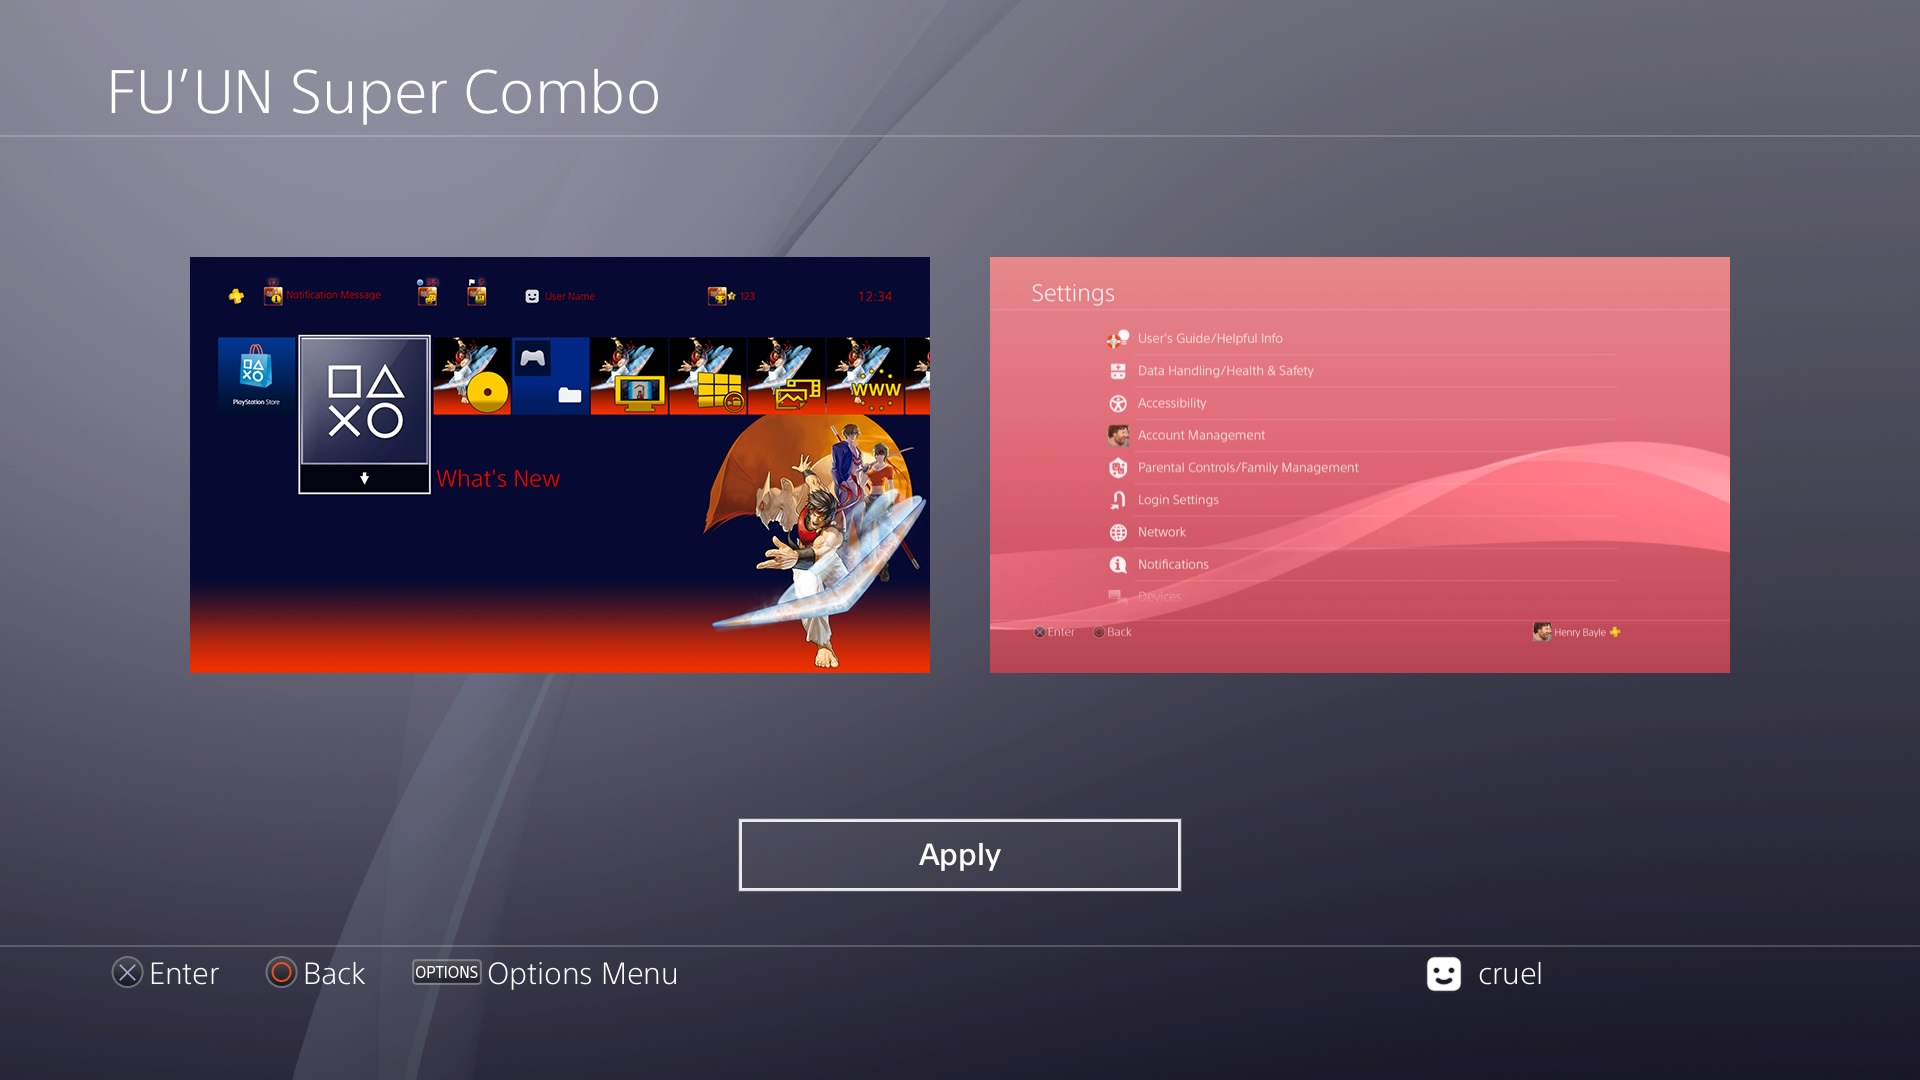 FU'UN Super Combo
Notification Message
User Name
123
12:34
PlayStation Store
WWW
What's New
Settings
User's Guide/Helpful Info
Data Handling/Health & Safety
Accessibility
Account Management
Parental Controls/Family Management
Login Settings
Network
Notifications
Devices
Enter
Back
Henry Bayle
Apply
Enter
Back
OPTIONS Options Menu
cruel